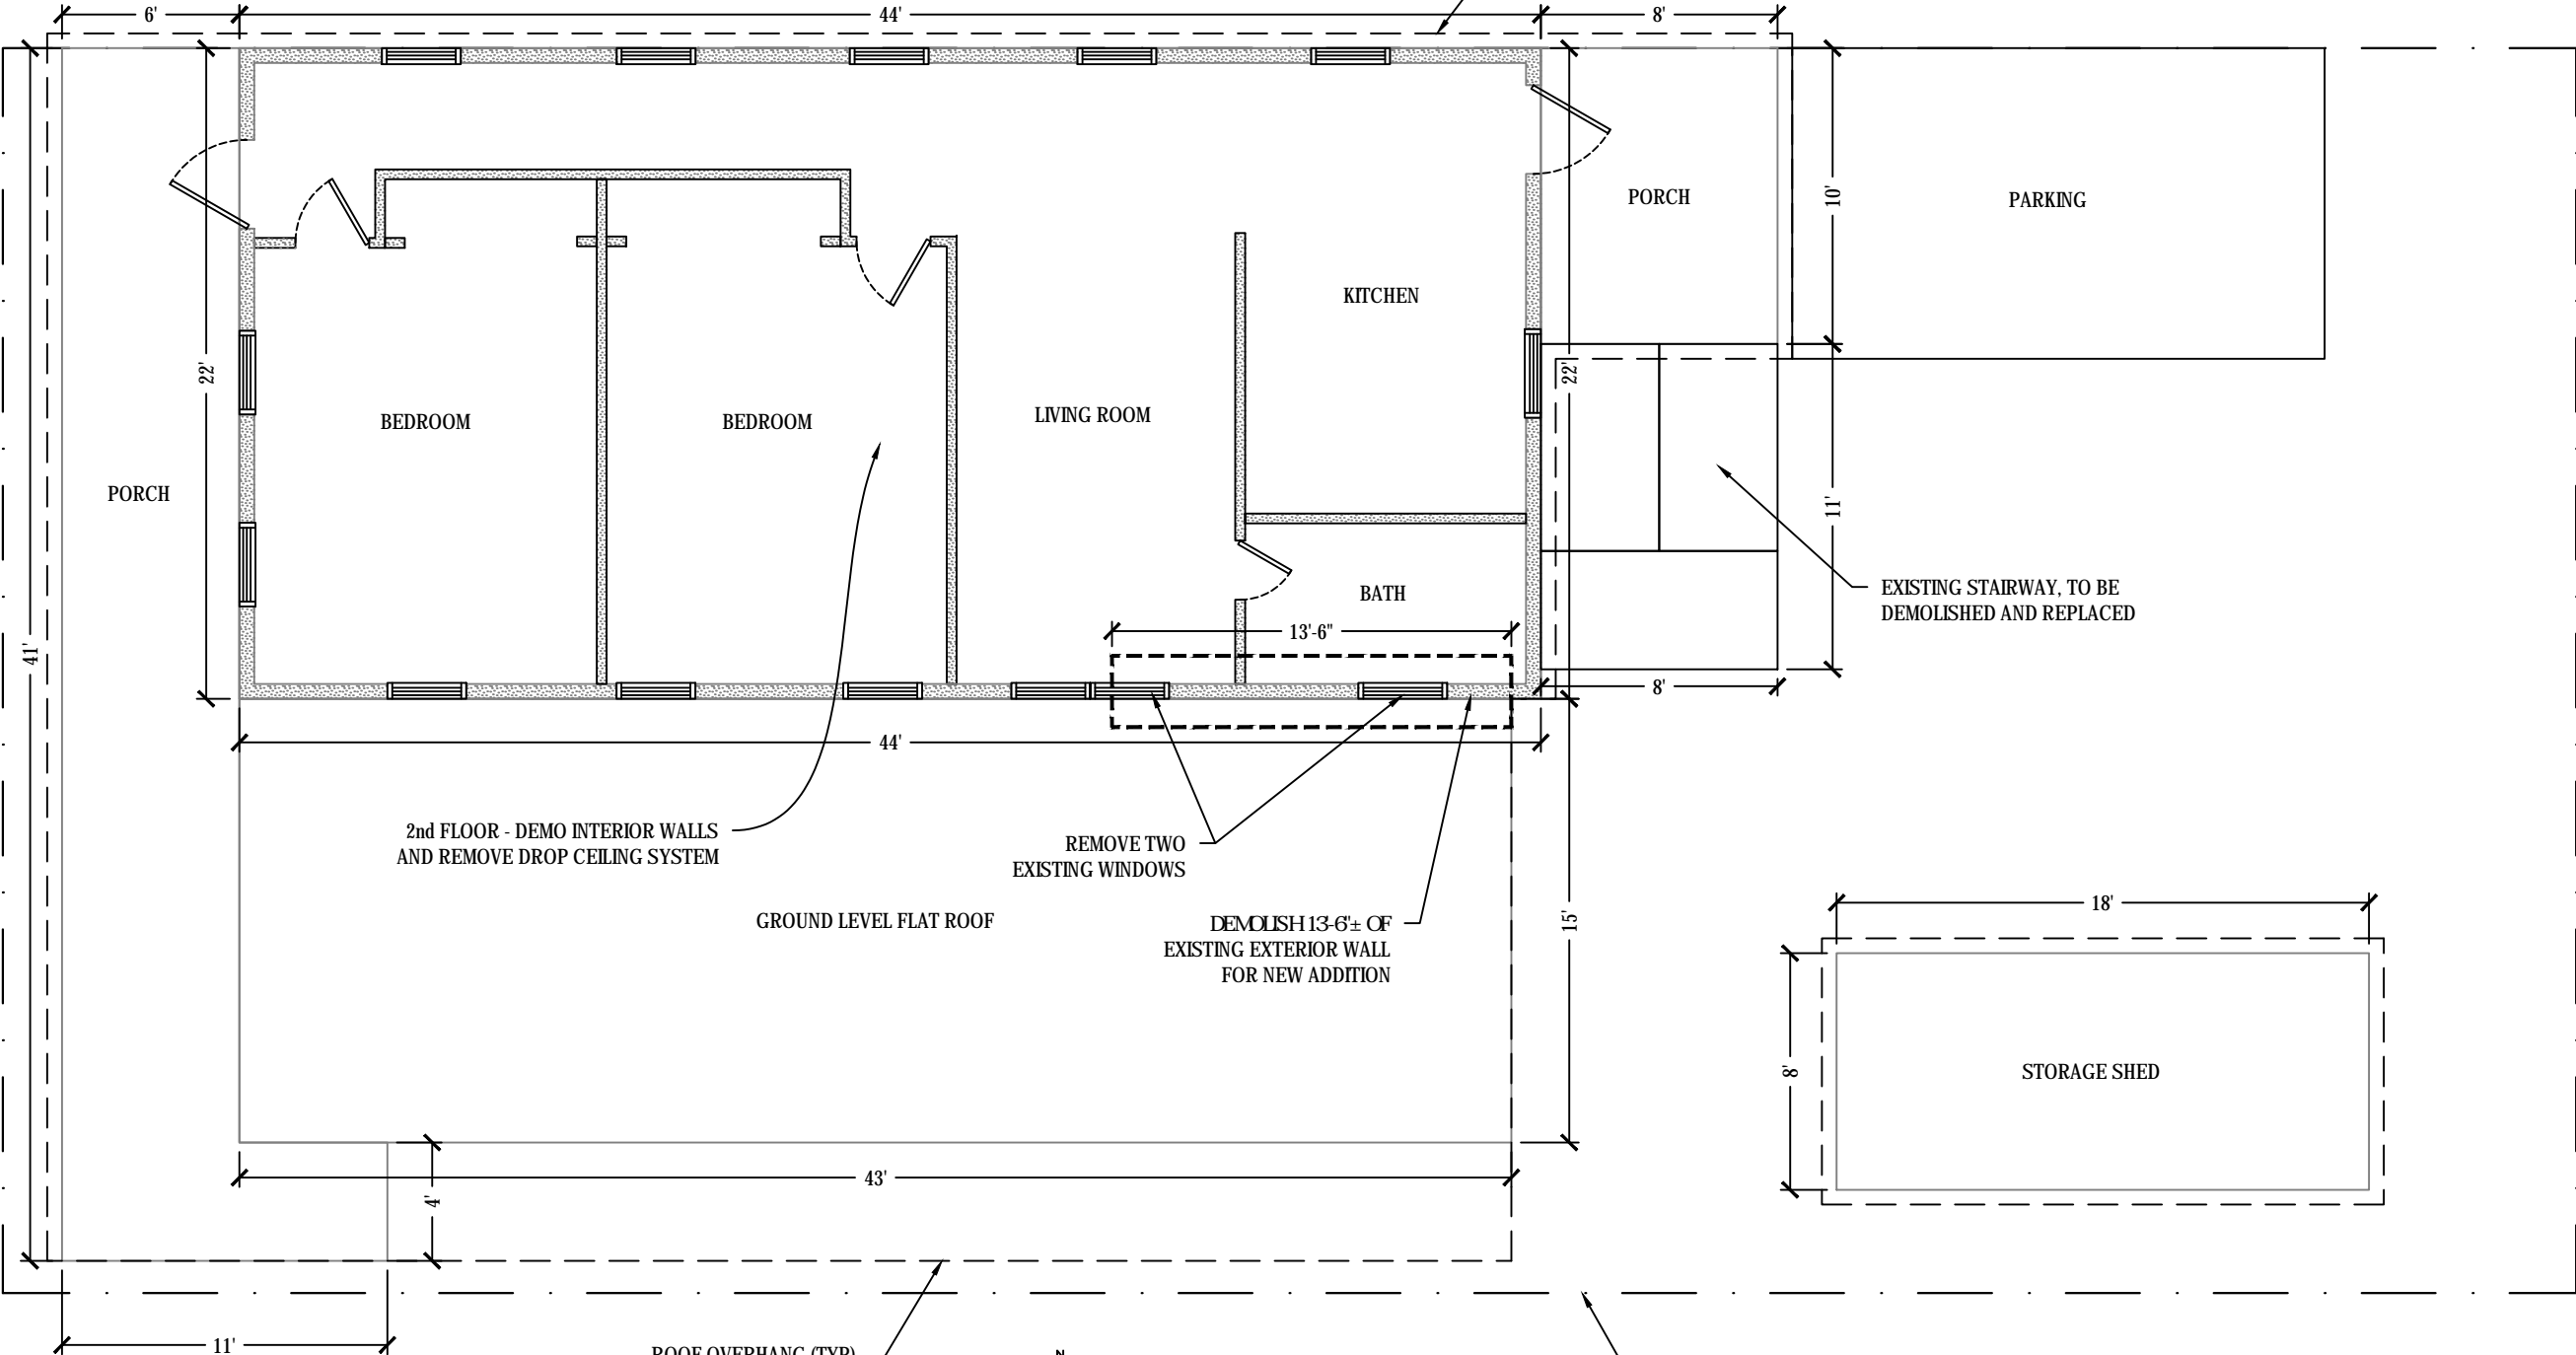 6'
44'
8'
PORCH
10'
PARKING
22'
22'
KITCHEN
BEDROOM
BEDROOM
LIVING ROOM
PORCH
11'
BATH
EXISTING STAIRWAY, TO BE
DEMOLISHED AND REPLACED
13'-6"
41'
8'
44'
2nd FLOOR - DEMO INTERIOR WALLS
AND REMOVE DROP CEILING SYSTEM
REMOVE TWO
EXISTING WINDOWS
GROUND LEVEL FLAT ROOF
DEMOLISH 13'-6"± OF
EXISTING EXTERIOR WALL
FOR NEW ADDITION
15'
18'
8'
STORAGE SHED
43'
4'
11'
ROOF OVERHANG (TYP)